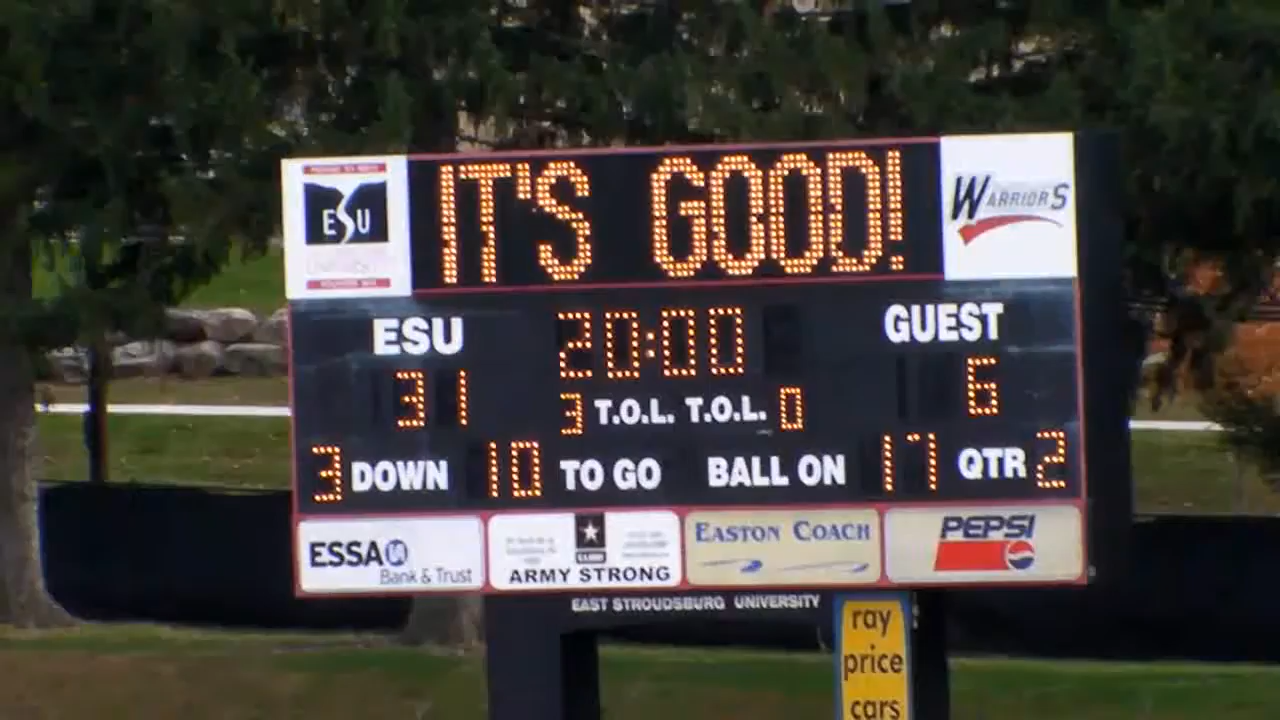 IT'S GOOD!
ESU
University
WARRIORS
ESU 20:00 GUEST
31 6
3 T.O.L. T.O.L. 0
3 DOWN 10 TO GO BALL ON 17 QTR 2
ESSA
Bank & Trust
ARMY STRONG
EASTON COACH
PEPSI
EAST STROUDSBURG UNIVERSITY
ray
price
cars